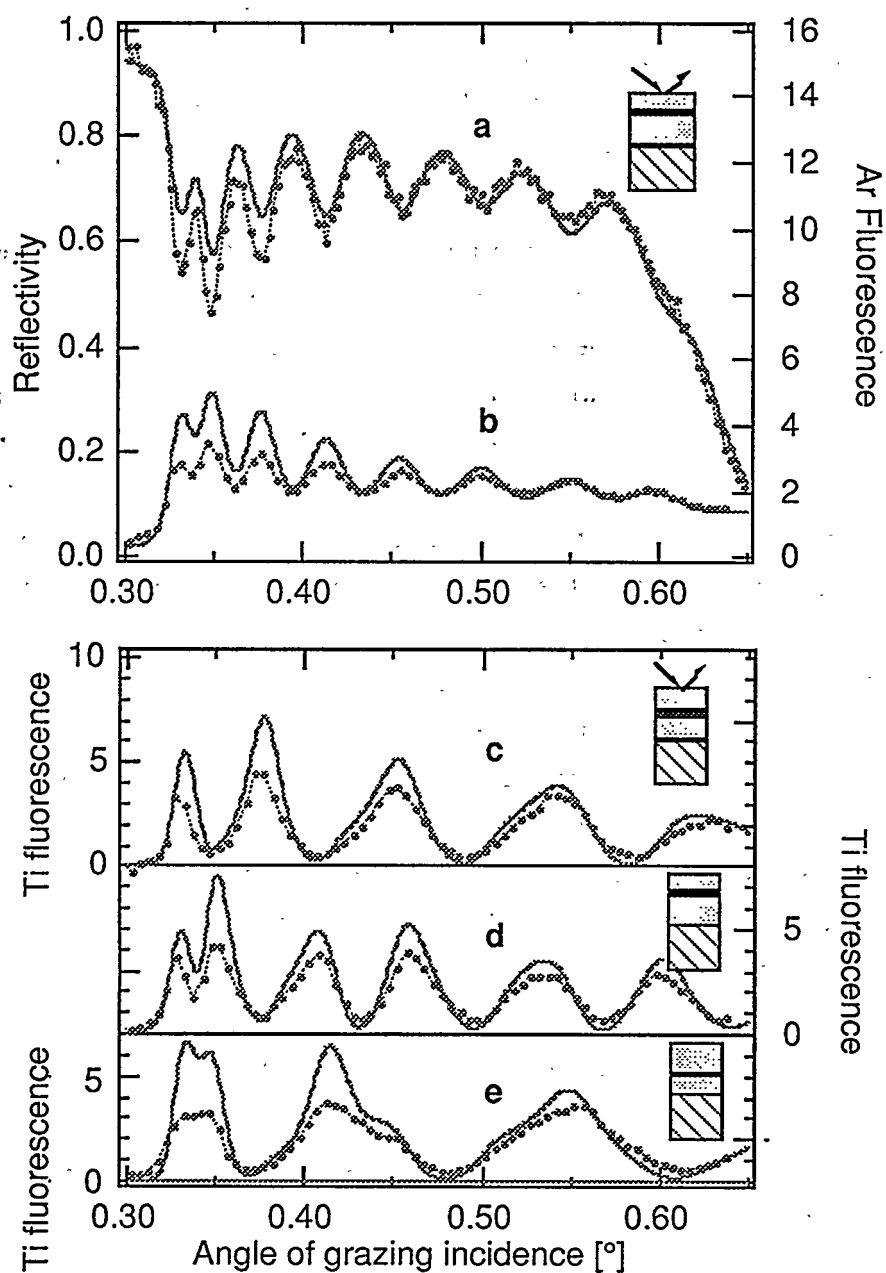 1.0
0.8
0.6
0.4
0.2
0.0
Reflectivity
16
14
12
10
8
6
4
2
0
Ar Fluorescence
a
b
0.30
0.40
0.50
0.60
10
5
0
Ti fluorescence
c
d
5
0
Ti fluorescence
e
5
0
Ti fluorescence
0.30
0.40
0.50
0.60
Angle of grazing incidence [°]